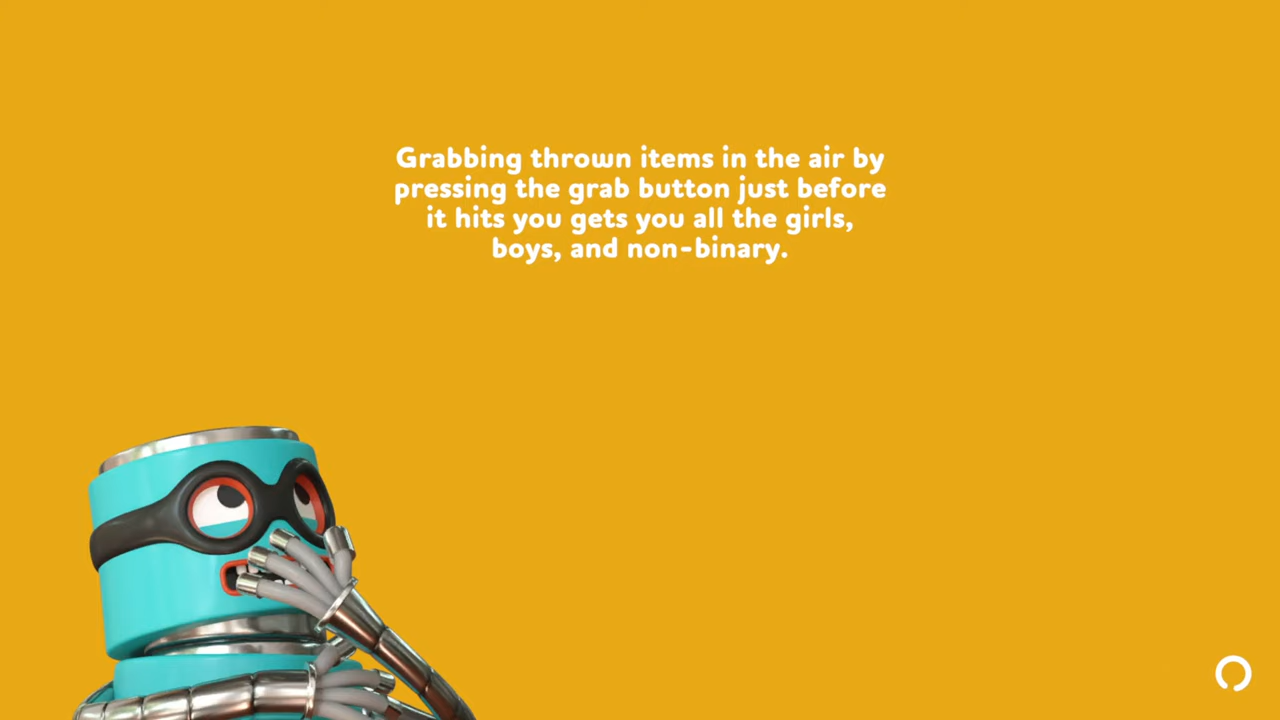 Grabbing thrown items in the air by
pressing the grab button just before
it hits you gets you all the girls,
boys, and non-binary.